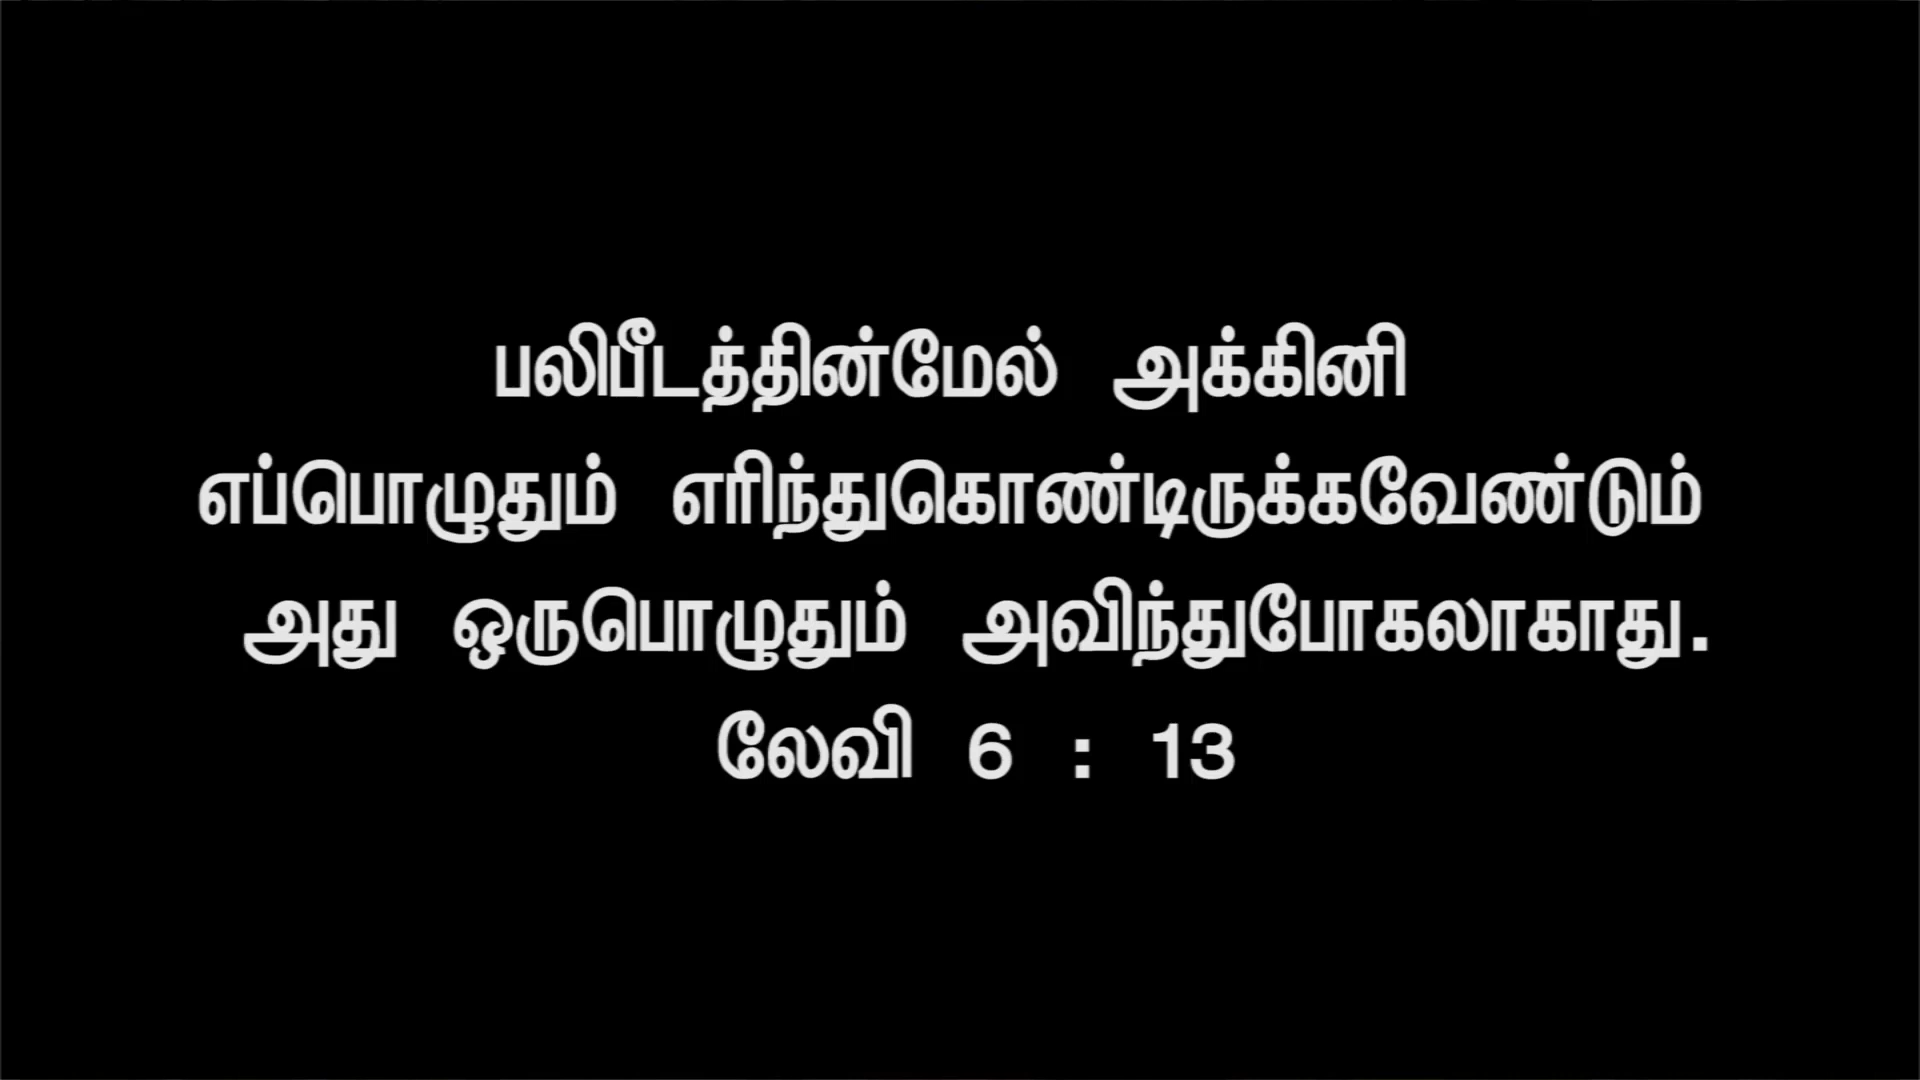 பலிபீடத்தின்மேல் அக்கினி
எப்பொழுதும் எரிந்துகொண்டிருக்கவேண்டும்
அது ஒருபொழுதும் அவிந்துபோகலாகாது.
லேவி 6 : 13